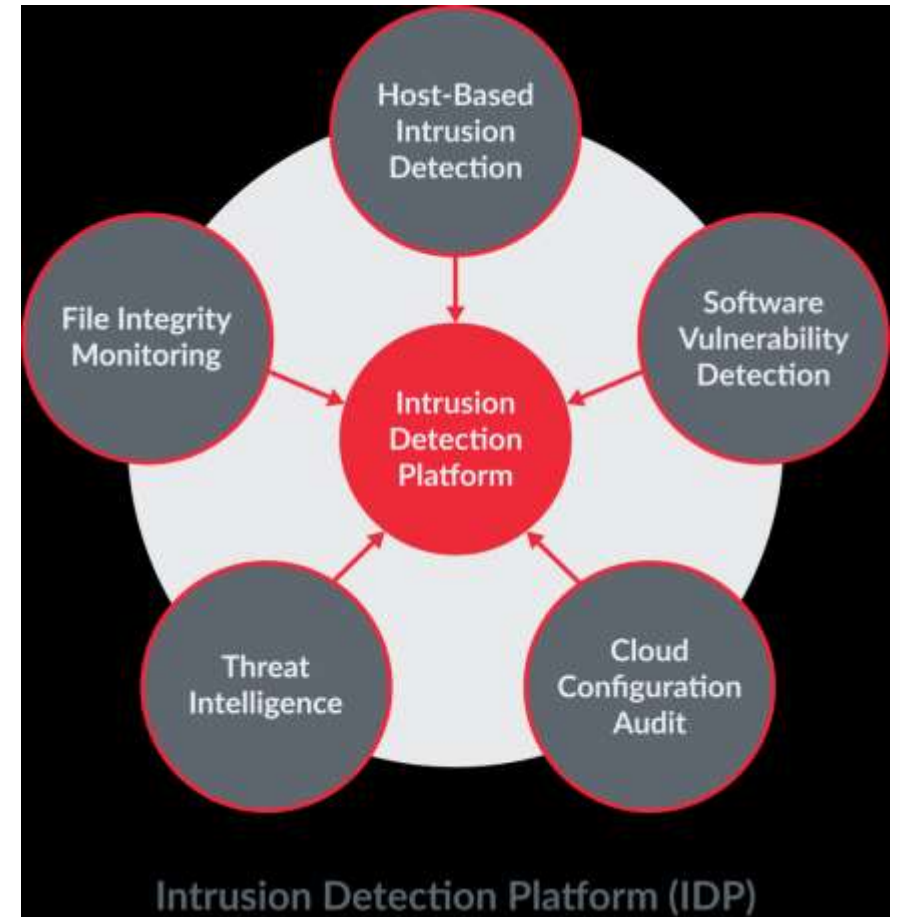 Host-Based
Intrusion
Detection
File Integrity
Monitoring
Software
Vulnerability
Detection
Intrusion
Detection
Platform
Threat
Intelligence
Cloud
Configuration
Audit
Intrusion Detection Platform (IDP)